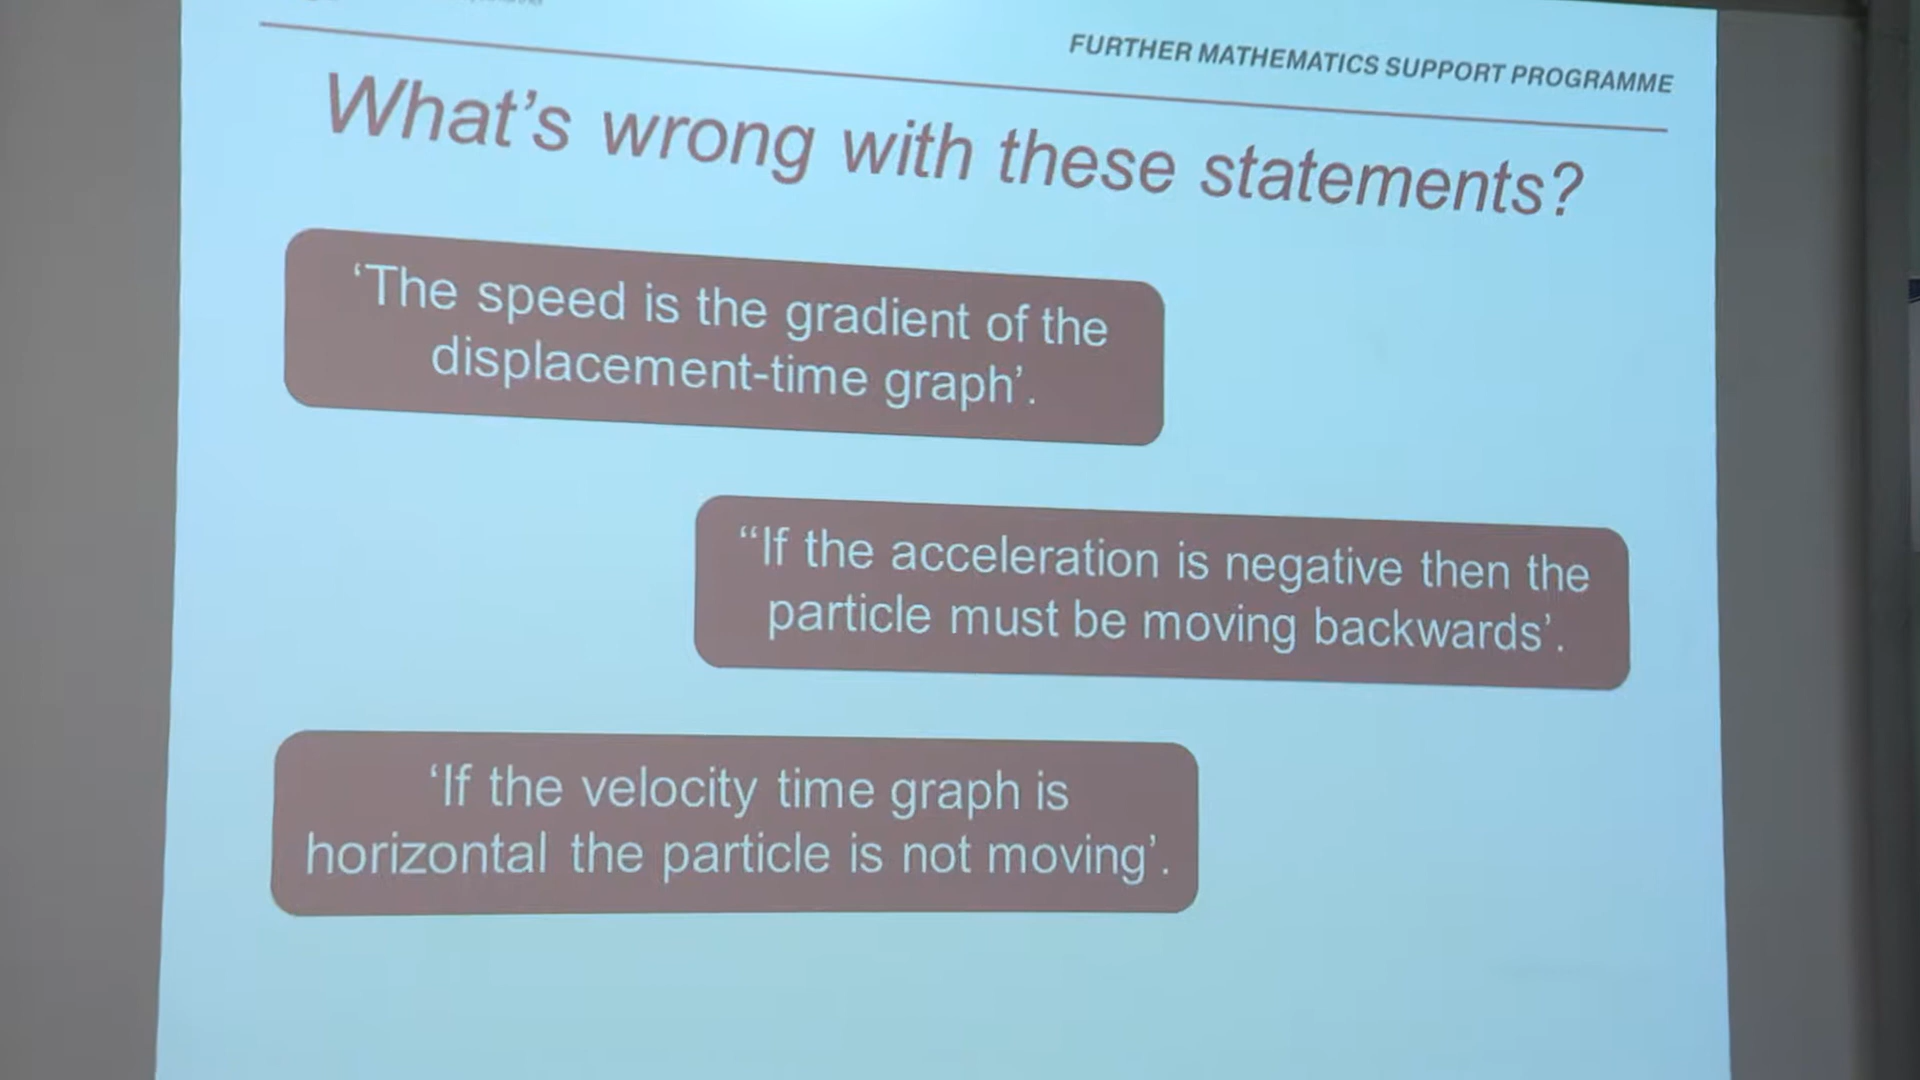 FURTHER MATHEMATICS SUPPORT PROGRAMME
What’s wrong with these statements?
‘The speed is the gradient of the
displacement-time graph’.
“If the acceleration is negative then the
particle must be moving backwards’.
‘If the velocity time graph is
horizontal the particle is not moving’.